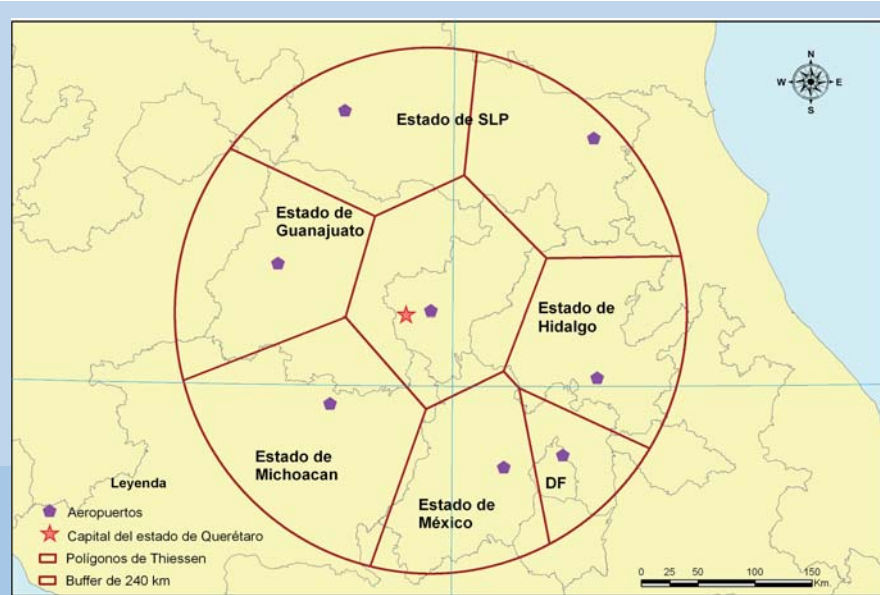 N
W E
S
Estado de SLP
Estado de
Guanajuato
Estado de
Hidalgo
Estado de
Michoacan
DF
Estado de
México
Leyenda
Aeropuertos
Capital del estado de Querétaro
Polígonos de Thiessen
Buffer de 240 km
0 25 50 100 150
Km.